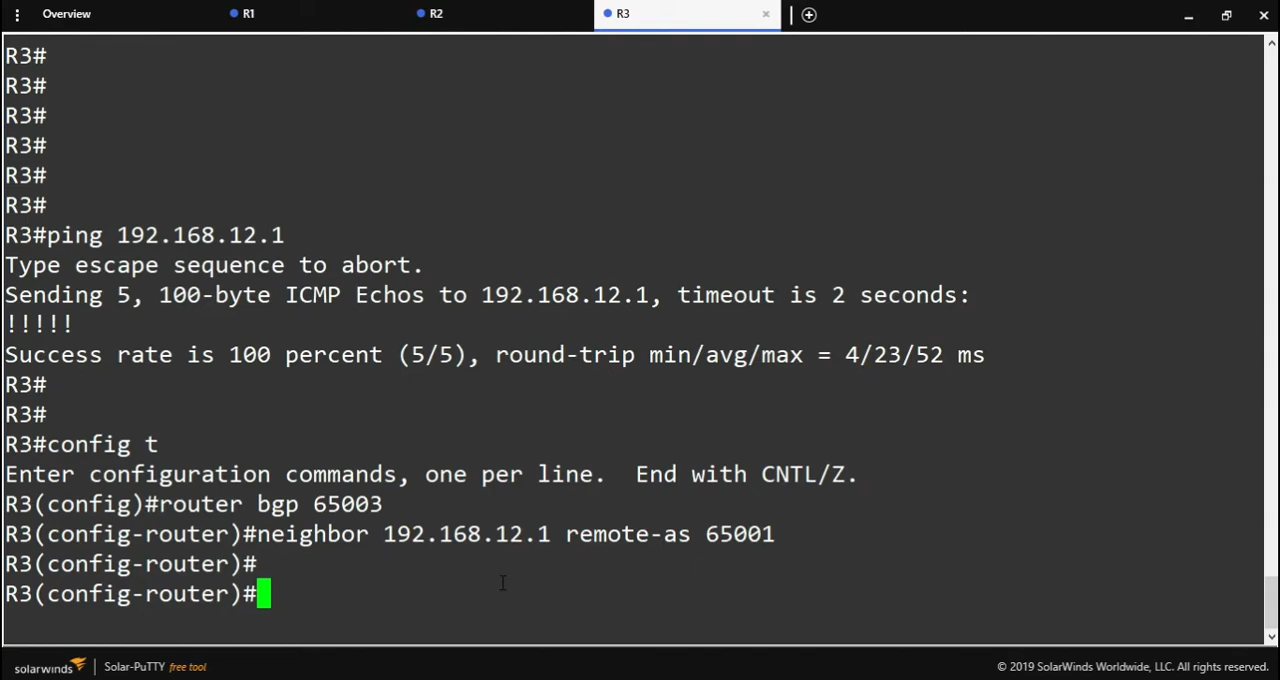 Overview R1 R2 R3
R3#
R3#
R3#
R3#
R3#
R3#
R3#ping 192.168.12.1
Type escape sequence to abort.
Sending 5, 100-byte ICMP Echos to 192.168.12.1, timeout is 2 seconds:
!!!!!
Success rate is 100 percent (5/5), round-trip min/avg/max = 4/23/52 ms
R3#
R3#
R3#config t
Enter configuration commands, one per line.  End with CNTL/Z.
R3(config)#router bgp 65003
R3(config-router)#neighbor 192.168.12.1 remote-as 65001
R3(config-router)#
R3(config-router)#
solarwinds Solar-PuTTY free tool © 2019 SolarWinds Worldwide, LLC. All rights reserved.